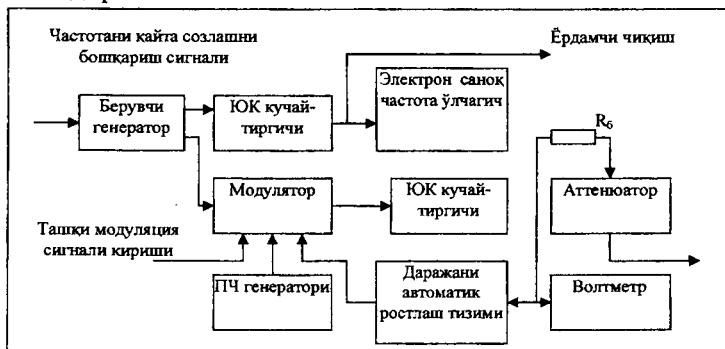 Частотани қайта созлашни
бошқариш сигнали
Ёрдамчи чиқиш
Берувчи
генератор
ЮК кучай-
тиргичи
Электрон саноқ
частота ўлчагич
R₆
Модулятор
ЮК кучай-
тиргичи
Аттенюатор
Ташқи модуляция
сигнали кириши
ПЧ генератори
Даражани
автоматик
ростлаш тизими
Волтметр